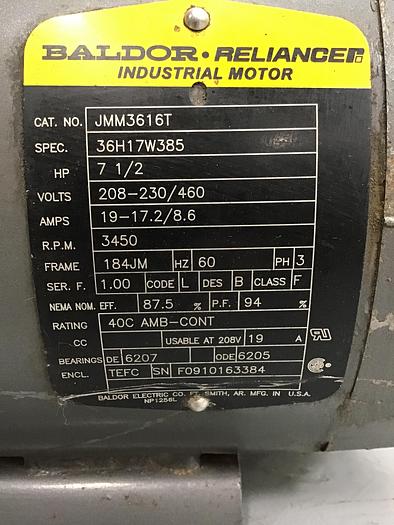 BALDOR • RELIANCER
INDUSTRIAL MOTOR
CAT. NO. JMM3616T
SPEC. 36H17W385
HP 7 1/2
VOLTS 208-230/460
AMPS 19-17.2/8.6
R.P.M. 3450
FRAME 184JM HZ 60 PH 3
SER. F. 1.00 CODE L DES B CLASS F
NEMA NOM. EFF. 87.5 % P.F. 94 %
RATING 40C AMB-CONT
CC USABLE AT 208V 19 A
BEARINGS DE 6207 ODE 6205
ENCL. TEFC SN F0910163384
BALDOR ELECTRIC CO. FT. SMITH, AR. MFG. IN U.S.A.
NP1256L